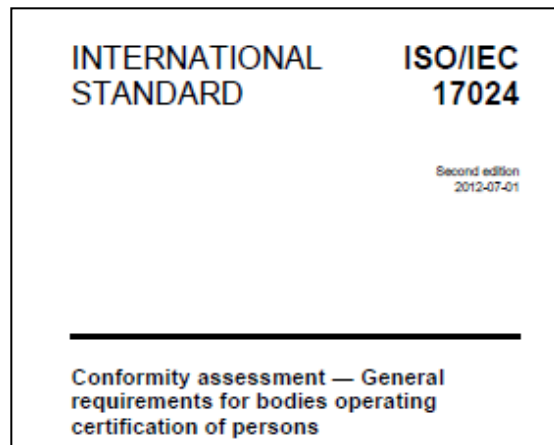 INTERNATIONAL STANDARD
ISO/IEC 17024
Second edition
2012-07-01
Conformity assessment — General
requirements for bodies operating
certification of persons